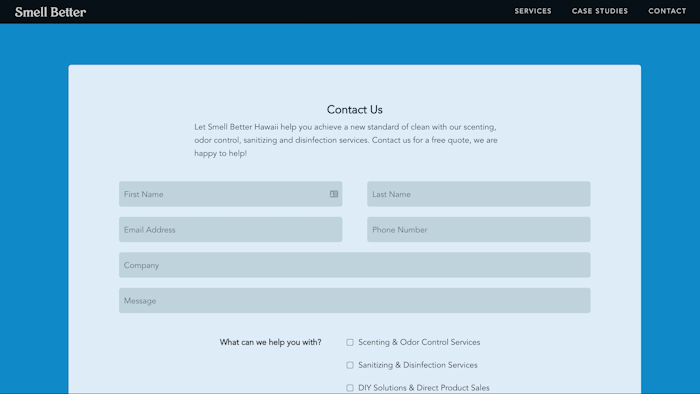 Smell Better
SERVICES CASE STUDIES CONTACT
Contact Us
Let Smell Better Hawaii help you achieve a new standard of clean with our scenting,
odor control, sanitizing and disinfection services. Contact us for a free quote, we are
happy to help!
First Name
Last Name
Email Address
Phone Number
Company
Message
What can we help you with?
Scenting & Odor Control Services
Sanitizing & Disinfection Services
DIY Solutions & Direct Product Sales